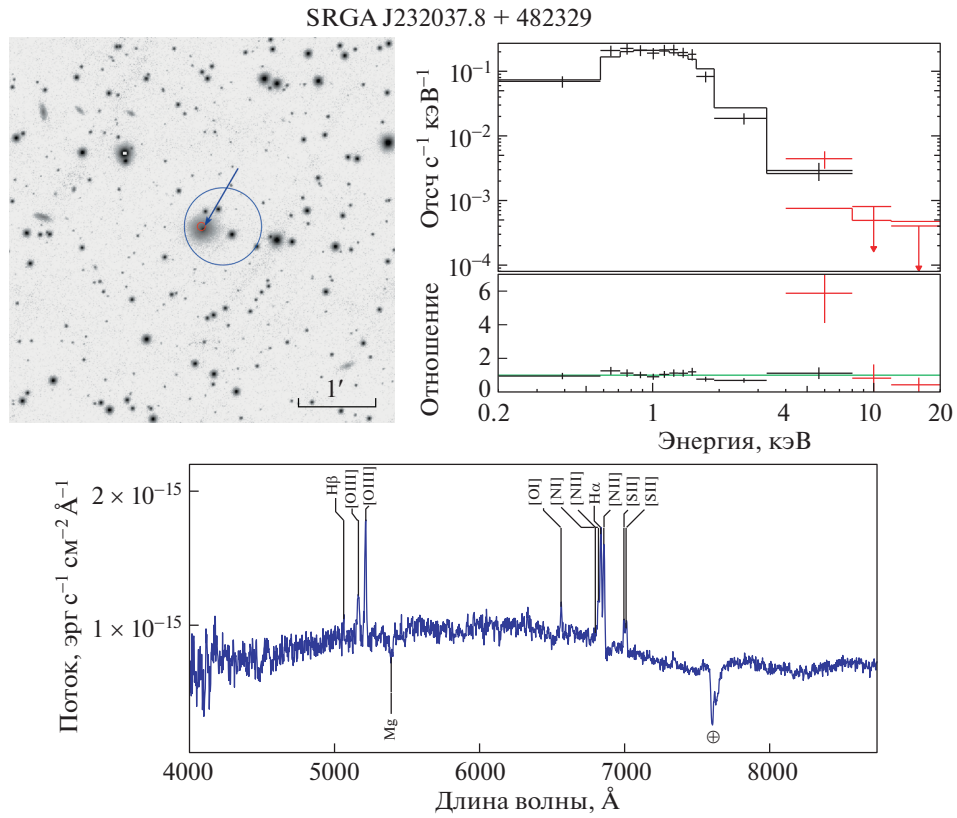 SRGA J232037.8 + 482329
1′
Отсч с⁻¹ кэВ⁻¹
10⁻¹
10⁻²
10⁻³
10⁻⁴
Отношение
6
4
2
0
0.2 1 4 10 20
Энергия, кэВ
Поток, эрг с⁻¹ см⁻² Å⁻¹
2 × 10⁻¹⁵
1 × 10⁻¹⁵
Hβ
[OIII]
[OIII]
Mg
[OI]
[NI]
[NII]
Hα
[NII]
[SII]
[SII]
⊕
4000 5000 6000 7000 8000
Длина волны, Å